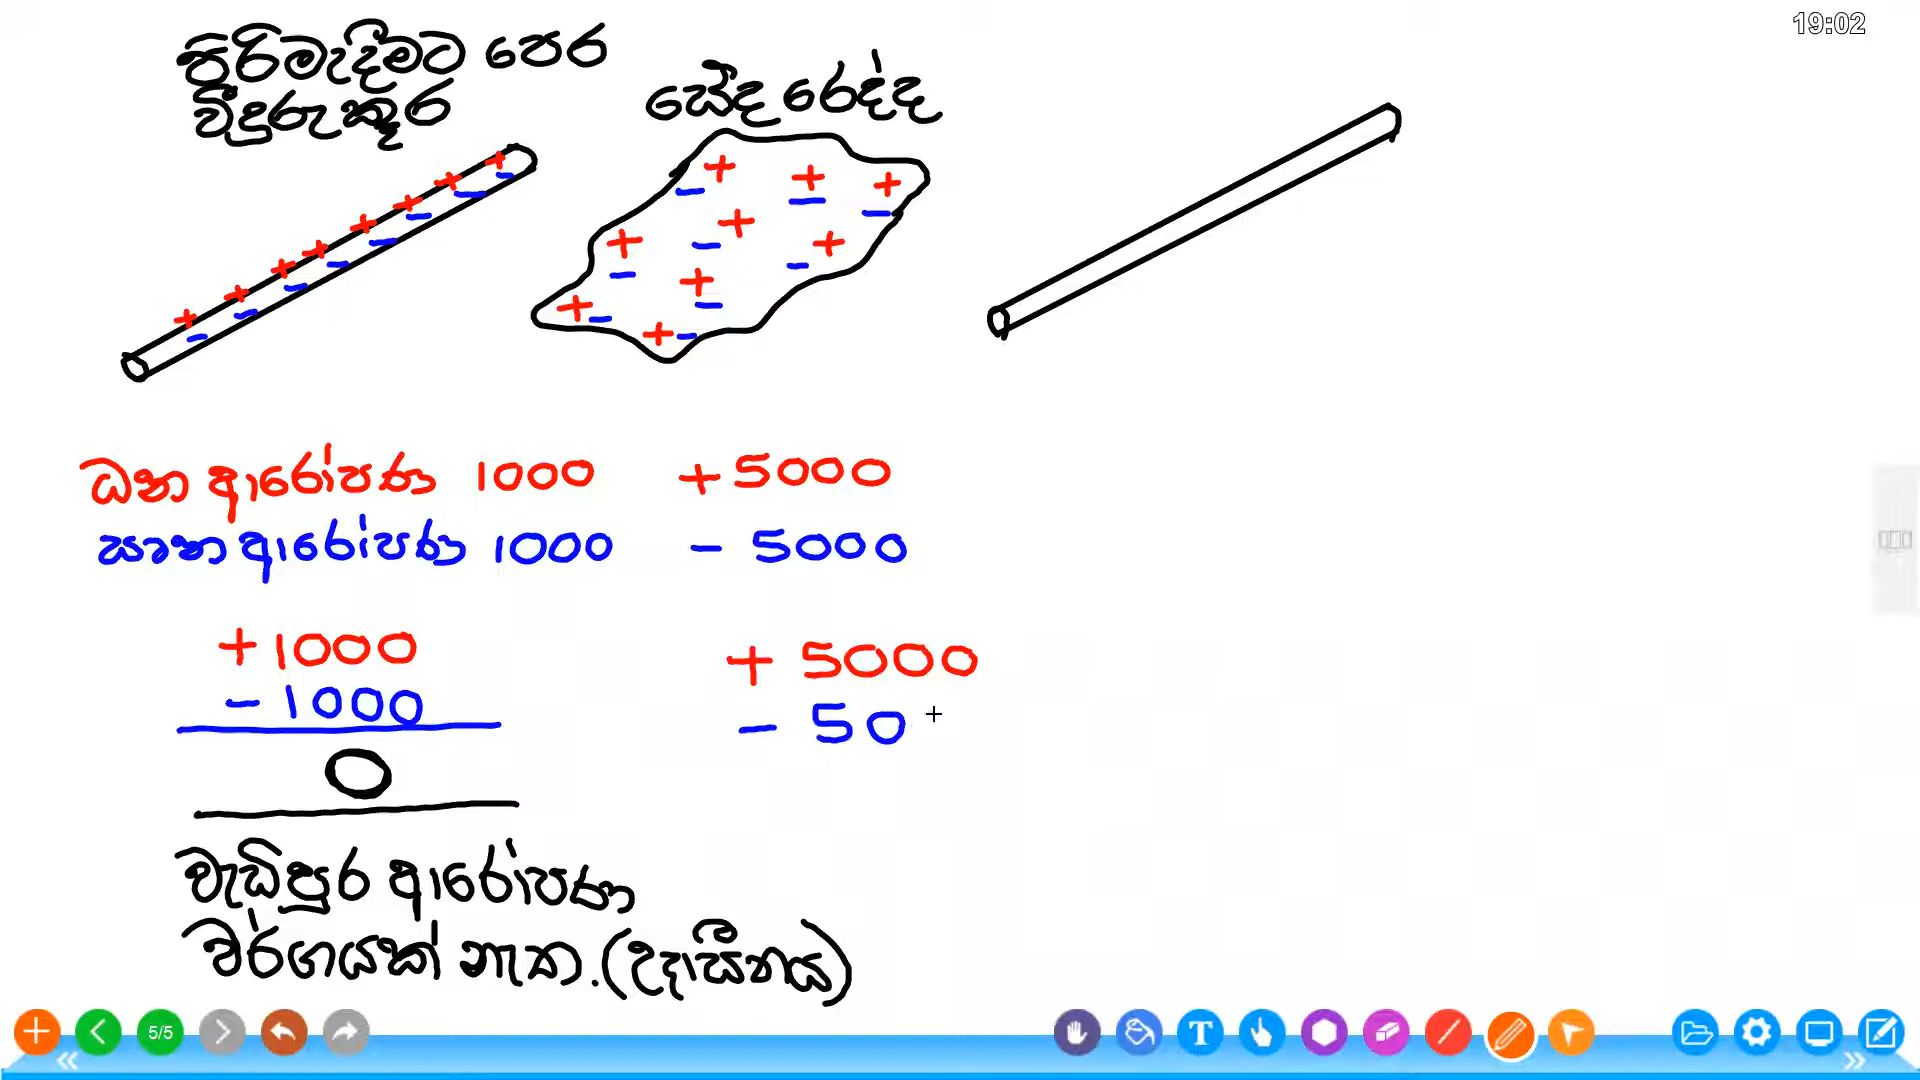 19:02
පිරිමැදීමට පෙර
වීදුරු කූර
සේද රෙද්ද
ධන ආරෝපණ 1000 +5000
සෘන ආරෝපණ 1000 - 5000
+1000
- 1000
0
+ 5000
- 50
වැඩිපුර ආරෝපණ
වර්ගයක් නැත. (උදාසීනය)
5/5